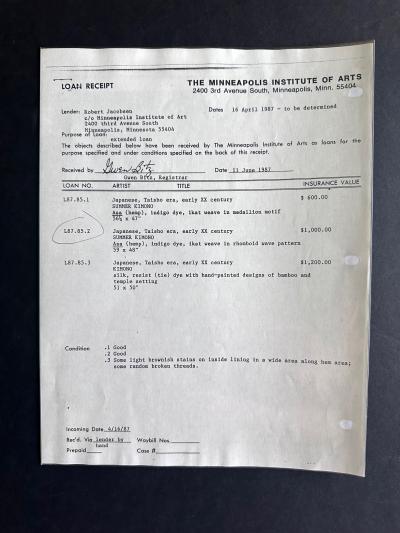 THE MINNEAPOLIS INSTITUTE OF ARTS
LOAN RECEIPT
2400 3rd Avenue South, Minneapolis, Minn. 55404
Lender: Robert Jacobsen
Dates 16 April 1987 - to be determined
c/o Minneapolis Institute of Art
2400 third Avenue South
Minneapolis, Minnesota 55404
Purpose of Loan:
extended loan
The objects described below have been received by The Minneapolis Institute of Arts as loans for the
purpose specified and under conditions specified on the back of this receipt.
Received by Gwen Bitz Date 11 June 1987
Gwen Bitz, Registrar
LOAN NO. ARTIST TITLE INSURANCE VALUE
L87.85.1 Japanese, Taisho era, early XX century $ 600.00
SUMMER KIMONO
Asa (hemp), indigo dye, ikat weave in medallion motif
L87.85.2 Japanese, Taisho era, early XX century $1,000.00
SUMMER KIMONO
Asa (hemp), indigo dye, ikat weave in rhomboid wave pattern
59 x 48"
L87.85.3 Japanese, Taisho era, early XX century $1,200.00
KIMONO
silk, resist (tie) dye with hand-painted designs of bamboo and
temple setting
51 x 50"
Condition .1 Good
.2 Good
.3 Some light brownish stains on inside lining in a wide area along hem area;
some random broken threads.
Incoming Date 4/16/87
Rec'd. Via lender by Waybill Nos
hand
Prepaid Case #